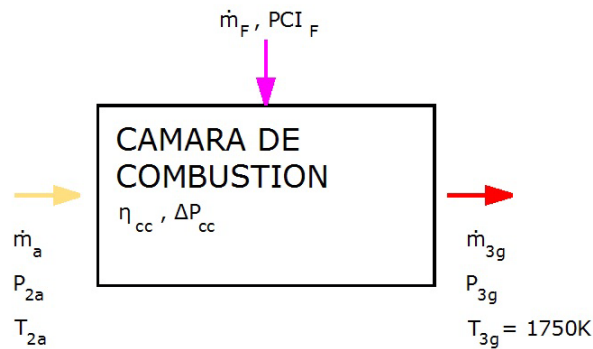 ṁF , PCI F
CAMARA DE
COMBUSTION
ηcc , ΔPcc
ṁa
P2a
T2a
ṁ3g
P3g
T3g = 1750K